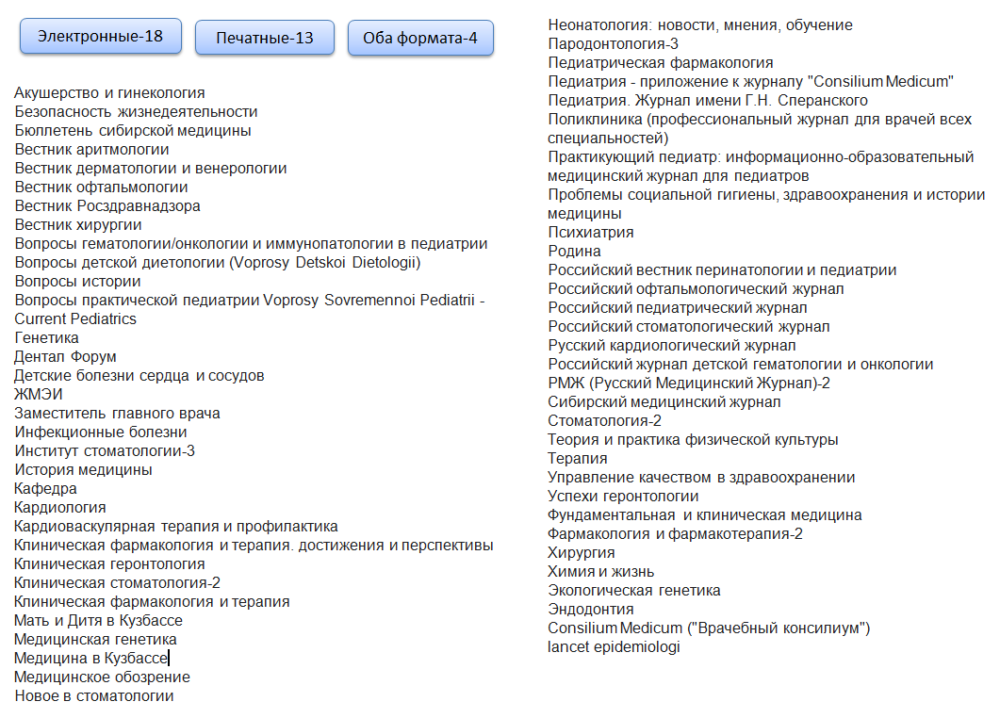 Электронные-18
Печатные-13
Оба формата-4
Акушерство и гинекология
Безопасность жизнедеятельности
Бюллетень сибирской медицины
Вестник аритмологии
Вестник дерматологии и венерологии
Вестник офтальмологии
Вестник Росздравнадзора
Вестник хирургии
Вопросы гематологии/онкологии и иммунопатологии в педиатрии
Вопросы детской диетологии (Voprosy Detskoi Dietologii)
Вопросы истории
Вопросы практической педиатрии Voprosy Sovremennoi Pediatrii -
Current Pediatrics
Генетика
Дентал Форум
Детские болезни сердца и сосудов
ЖМЭИ
Заместитель главного врача
Инфекционные болезни
Институт стоматологии-3
История медицины
Кафедра
Кардиология
Кардиоваскулярная терапия и профилактика
Клиническая фармакология и терапия. достижения и перспективы
Клиническая геронтология
Клиническая стоматология-2
Клиническая фармакология и терапия
Мать и Дитя в Кузбассе
Медицинская генетика
Медицина в Кузбассе
Медицинское обозрение
Новое в стоматологии
Неонатология: новости, мнения, обучение
Пародонтология-3
Педиатрическая фармакология
Педиатрия - приложение к журналу "Consilium Medicum"
Педиатрия. Журнал имени Г.Н. Сперанского
Поликлиника (профессиональный журнал для врачей всех
специальностей)
Практикующий педиатр: информационно-образовательный
медицинский журнал для педиатров
Проблемы социальной гигиены, здравоохранения и истории
медицины
Психиатрия
Родина
Российский вестник перинатологии и педиатрии
Российский офтальмологический журнал
Российский педиатрический журнал
Российский стоматологический журнал
Русский кардиологический журнал
Российский журнал детской гематологии и онкологии
РМЖ (Русский Медицинский Журнал)-2
Сибирский медицинский журнал
Стоматология-2
Теория и практика физической культуры
Терапия
Управление качеством в здравоохранении
Успехи геронтологии
Фундаментальная и клиническая медицина
Фармакология и фармакотерапия-2
Хирургия
Химия и жизнь
Экологическая генетика
Эндодонтия
Consilium Medicum ("Врачебный консилиум")
lancet epidemiologi